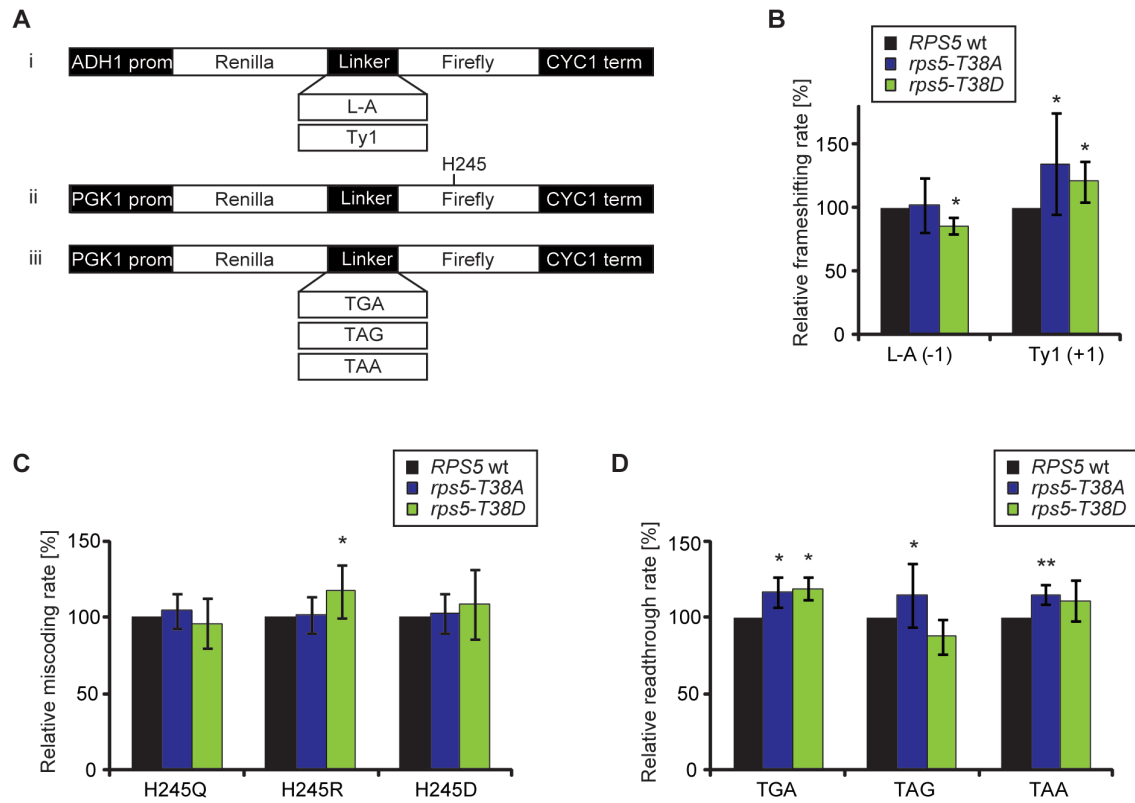 A
i
ADH1 prom Renilla Linker Firefly CYC1 term
L-A
Ty1
H245
ii
PGK1 prom Renilla Linker Firefly CYC1 term
iii
PGK1 prom Renilla Linker Firefly CYC1 term
TGA
TAG
TAA
B
RPS5 wt
rps5-T38A
rps5-T38D
Relative frameshifting rate [%]
150
100
50
0
* * *
L-A (-1) Ty1 (+1)
C
RPS5 wt
rps5-T38A
rps5-T38D
Relative miscoding rate [%]
150
100
50
0
*
H245Q H245R H245D
D
RPS5 wt
rps5-T38A
rps5-T38D
Relative readthrough rate [%]
150
100
50
0
* * * **
TGA TAG TAA